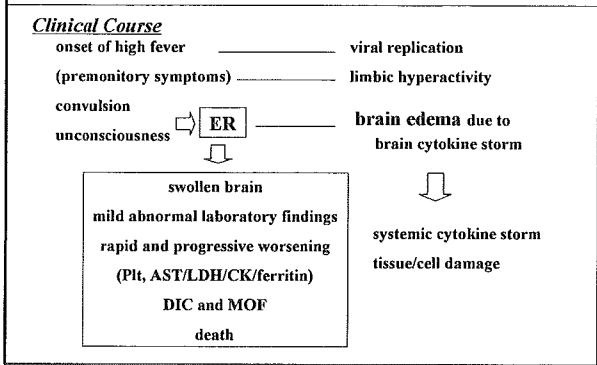 Clinical Course
onset of high fever viral replication
(premonitory symptoms) limbic hyperactivity
convulsion
unconsciousness ER brain edema due to
brain cytokine storm
swollen brain
mild abnormal laboratory findings
rapid and progressive worsening
(Plt, AST/LDH/CK/ferritin)
DIC and MOF
death
systemic cytokine storm
tissue/cell damage